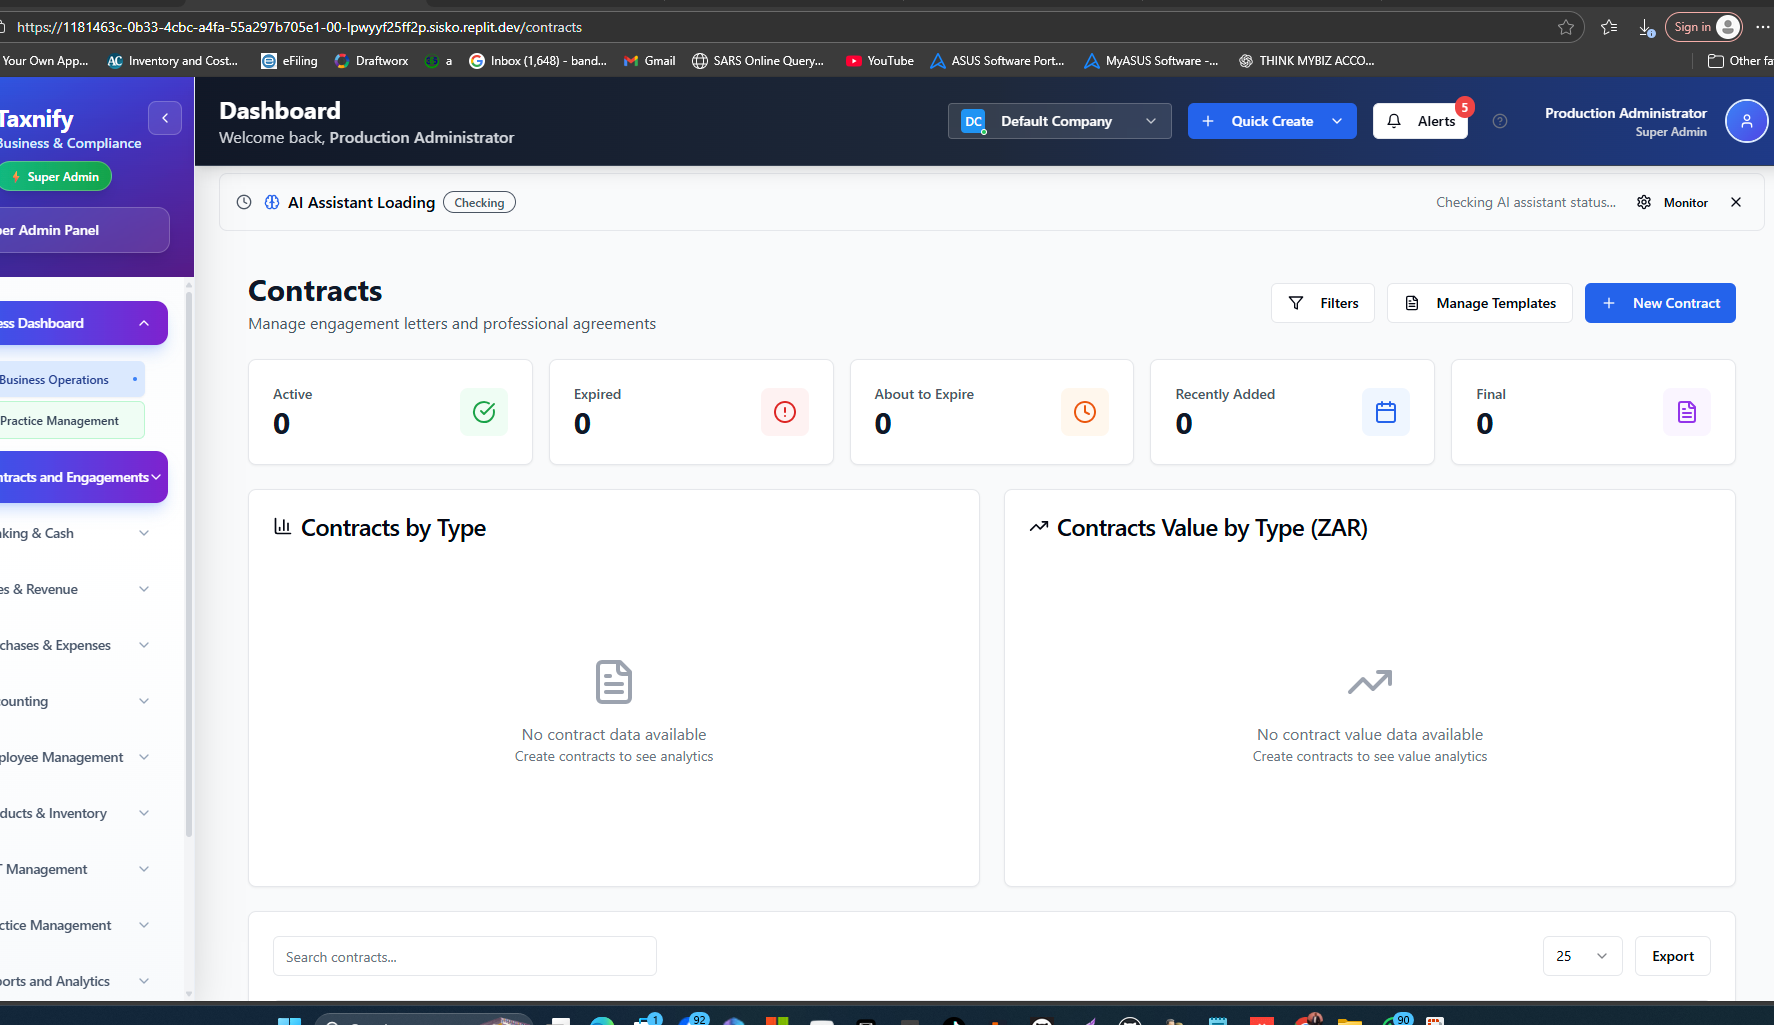 https://1181463c-0b33-4cbc-a4fa-55a297b705e1-00-lpwyyf25ff2p.sisko.replit.dev/contracts
Sign in
Your Own App... Inventory and Cost... eFiling Draftworx a Inbox (1,648) - band... Gmail SARS Online Query... YouTube ASUS Software Port... MyASUS Software -... THINK MYBIZ ACCO... Other fa
Taxnify
Business & Compliance
Super Admin
per Admin Panel
ess Dashboard
Business Operations
Practice Management
ntracts and Engagements
nking & Cash
es & Revenue
chases & Expenses
counting
ployee Management
ducts & Inventory
T Management
ctice Management
orts and Analytics
Dashboard
Welcome back, Production Administrator
DC Default Company
Quick Create
Alerts 5
Production Administrator
Super Admin
AI Assistant Loading Checking
Checking AI assistant status... Monitor
Contracts
Manage engagement letters and professional agreements
Filters Manage Templates New Contract
Active
0
Expired
0
About to Expire
0
Recently Added
0
Final
0
Contracts by Type
No contract data available
Create contracts to see analytics
Contracts Value by Type (ZAR)
No contract value data available
Create contracts to see value analytics
Search contracts...
25 Export
1 92 90